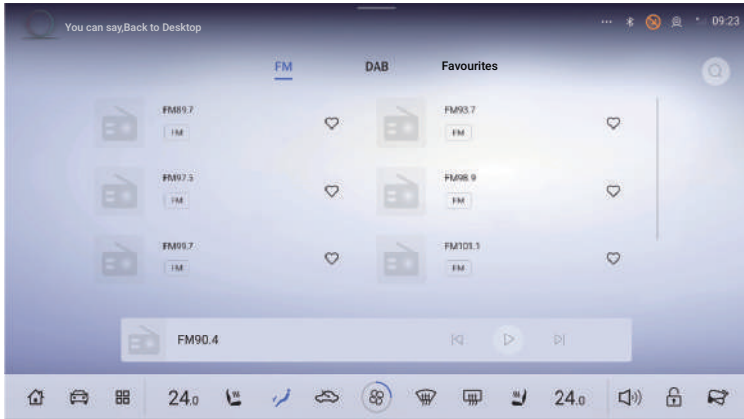 You can say,Back to Desktop
09:23
FM
DAB
Favourites
FM89.7
FM
FM93.7
FM
FM97.5
FM
FM98.9
FM
FM99.7
FM
FM101.1
FM
FM90.4
24.0
24.0